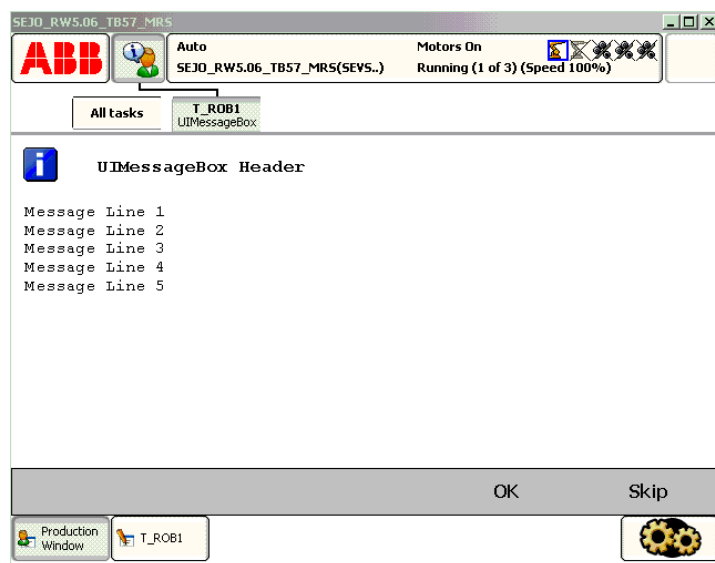 SEJO_RW5.06_TB57_MRS
ABB
Auto
SEJO_RW5.06_TB57_MRS(SEVS..)
Motors On
Running (1 of 3) (Speed 100%)
All tasks
T_ROB1
UIMessageBox
i
UIMessageBox Header
Message Line 1
Message Line 2
Message Line 3
Message Line 4
Message Line 5
OK
Skip
Production
Window
T_ROB1